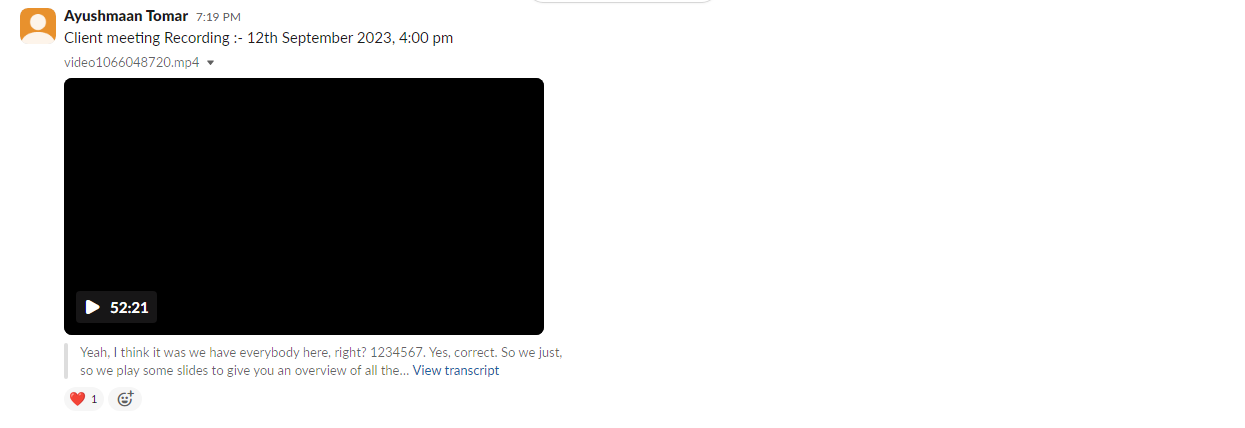 Ayushmaan Tomar 7:19 PM
Client meeting Recording :- 12th September 2023, 4:00 pm
video1066048720.mp4
52:21
Yeah, I think it was we have everybody here, right? 1234567. Yes, correct. So we just,
so we play some slides to give you an overview of all the... View transcript
1